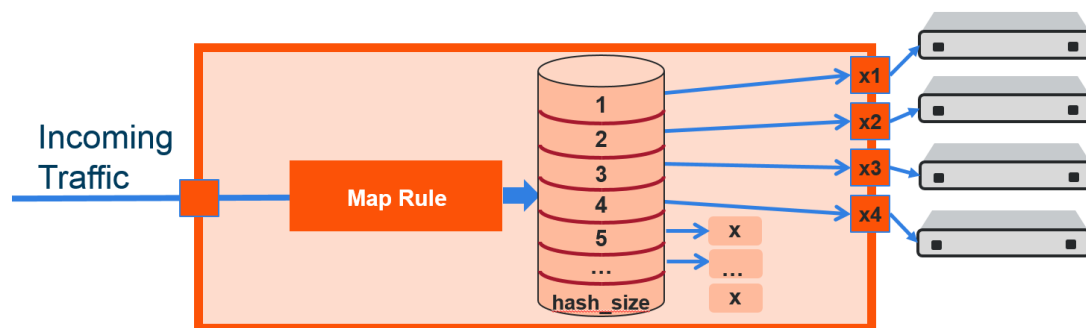 Incoming
Traffic
Map Rule
1
2
3
4
5
...
hash_size
x1
x2
x3
x4
x
...
x